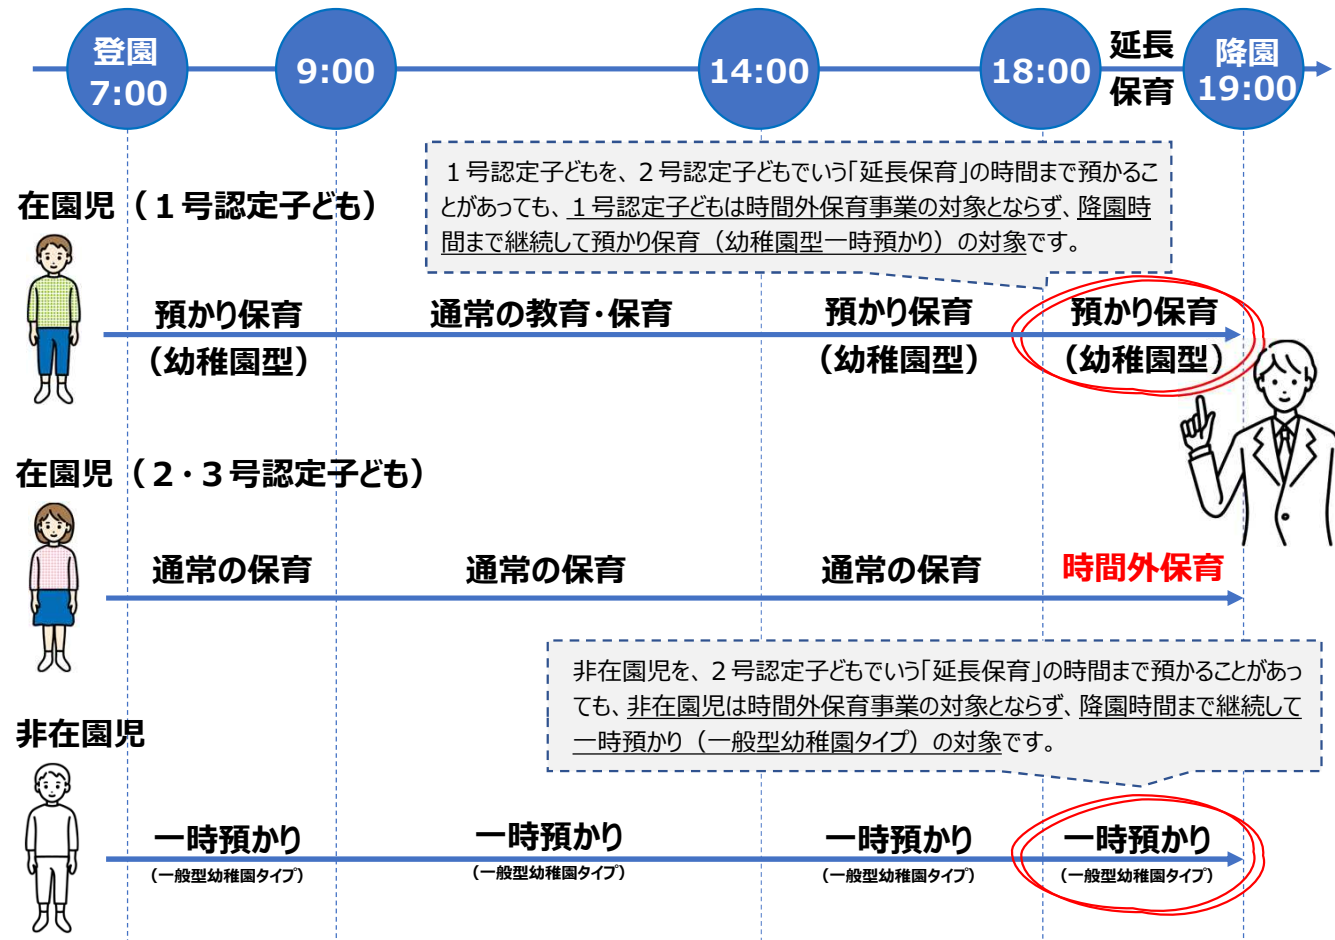 登園
7:00
9:00
14:00
18:00
延長
保育
降園
19:00
１号認定子どもを、２号認定子どもでいう「延長保育」の時間まで預かるこ
とがあっても、１号認定子どもは時間外保育事業の対象とならず、降園時
間まで継続して預かり保育（幼稚園型一時預かり）の対象です。
在園児（１号認定子ども）
預かり保育
（幼稚園型）
通常の教育・保育
預かり保育
（幼稚園型）
預かり保育
（幼稚園型）
在園児（２・３号認定子ども）
通常の保育
通常の保育
通常の保育
時間外保育
非在園児を、２号認定子どもでいう「延長保育」の時間まで預かることがあっ
ても、非在園児は時間外保育事業の対象とならず、降園時間まで継続して
一時預かり（一般型幼稚園タイプ）の対象です。
非在園児
一時預かり
（一般型幼稚園タイプ）
一時預かり
（一般型幼稚園タイプ）
一時預かり
（一般型幼稚園タイプ）
一時預かり
（一般型幼稚園タイプ）